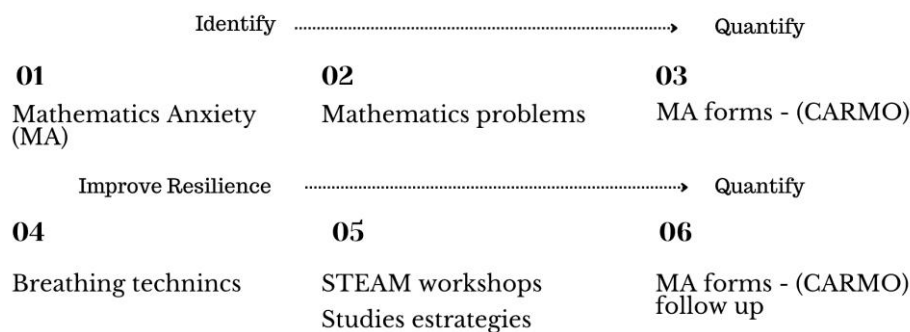 Identify Quantify
01 02 03
Mathematics Anxiety Mathematics problems MA forms - (CARMO)
(MA)
Improve Resilience Quantify
04 05 06
Breathing technincs STEAM workshops MA forms - (CARMO)
Studies estrategies follow up